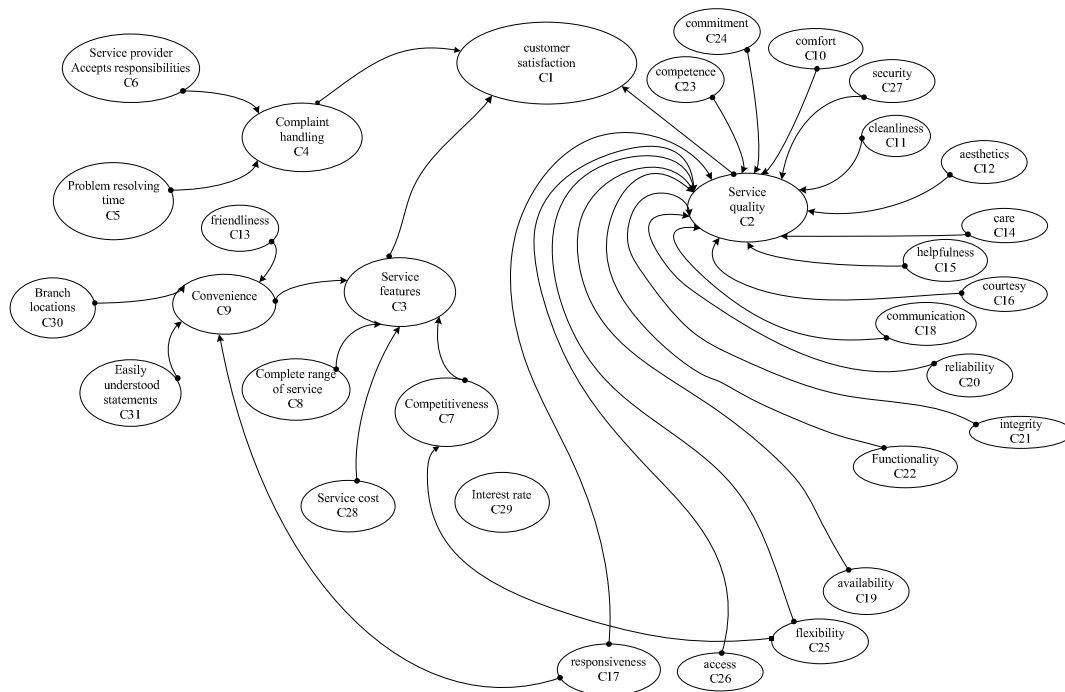 commitment
C24
comfort
C10
customer
satisfaction
C1
Service provider
Accepts responsibilities
C6
competence
C23
security
C27
Complaint
handling
C4
cleanliness
C11
aesthetics
C12
Problem resolving
time
C5
Service
quality
C2
friendliness
C13
care
C14
helpfulness
C15
Branch
locations
C30
Convenience
C9
Service
features
C3
courtesy
C16
communication
C18
Easily
understood
statements
C31
Complete range
of service
C8
reliability
C20
Competitiveness
C7
integrity
C21
Functionality
C22
Service cost
C28
Interest rate
C29
availability
C19
flexibility
C25
responsiveness
C17
access
C26